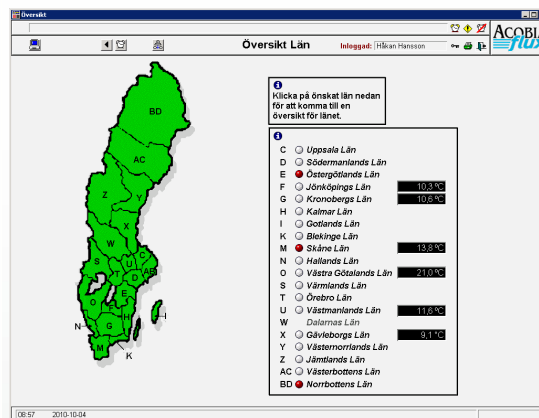 Översikt
Översikt Län
Inloggad:
Håkan Hansson
ACOBIA
flux
BD
AC
Z
Y
X
W
S
U
C
T
D
AB
O
E
F
H
I
N
G
K
M
Klicka på önskat län nedan
för att komma till en
översikt för länet.
C Uppsala Län
D Södermanlands Län
E Östergötlands Län
F Jönköpings Län 10,3 °C
G Kronobergs Län 10,6 °C
H Kalmar Län
I Gotlands Län
K Blekinge Län
M Skåne Län 13,8 °C
N Hallands Län
O Västra Götalands Län 21,0 °C
S Värmlands Län
T Örebro Län
U Västmanlands Län 11,6 °C
W Dalarnas Län
X Gävleborgs Län 9,1 °C
Y Västernorrlands Län
Z Jämtlands Län
AC Västerbottens Län
BD Norrbottens Län
08:57 2010-10-04